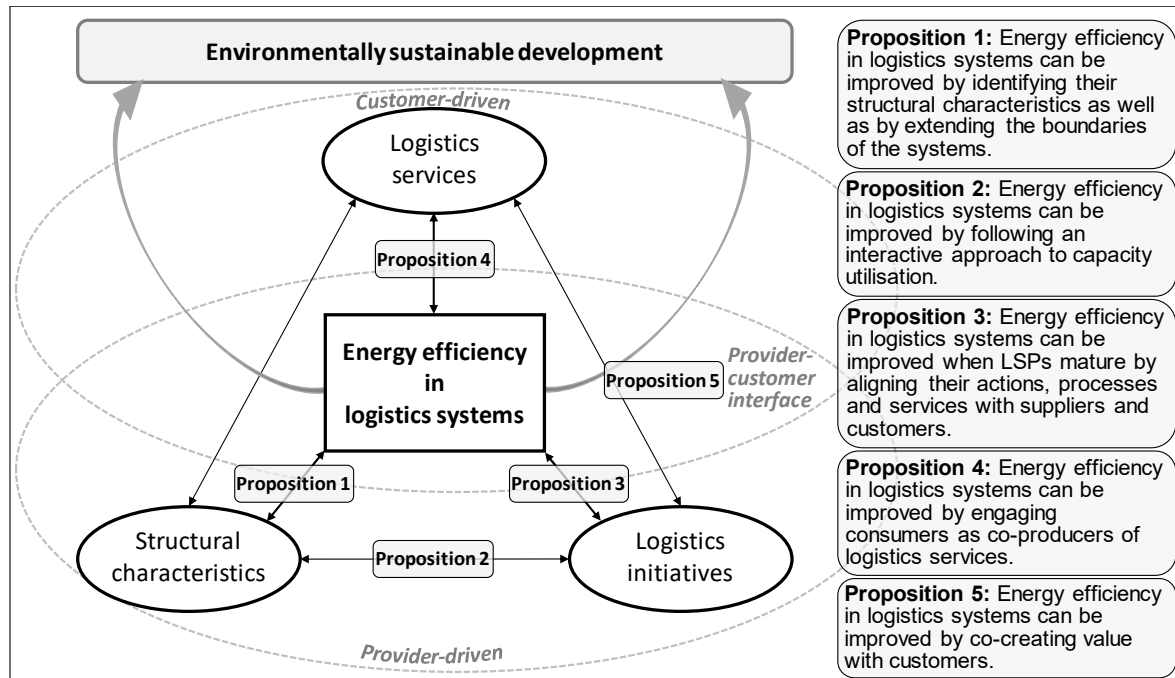 Environmentally sustainable development
Customer-driven
Logistics
services
Proposition 4
Energy efficiency
in
logistics systems
Proposition 5
Provider-
customer
interface
Proposition 1
Proposition 3
Structural
characteristics
Proposition 2
Logistics
initiatives
Provider-driven
Proposition 1: Energy efficiency
in logistics systems can be
improved by identifying their
structural characteristics as well
as by extending the boundaries
of the systems.
Proposition 2: Energy efficiency
in logistics systems can be
improved by following an
interactive approach to capacity
utilisation.
Proposition 3: Energy efficiency
in logistics systems can be
improved when LSPs mature by
aligning their actions, processes
and services with suppliers and
customers.
Proposition 4: Energy efficiency
in logistics systems can be
improved by engaging
consumers as co-producers of
logistics services.
Proposition 5: Energy efficiency
in logistics systems can be
improved by co-creating value
with customers.